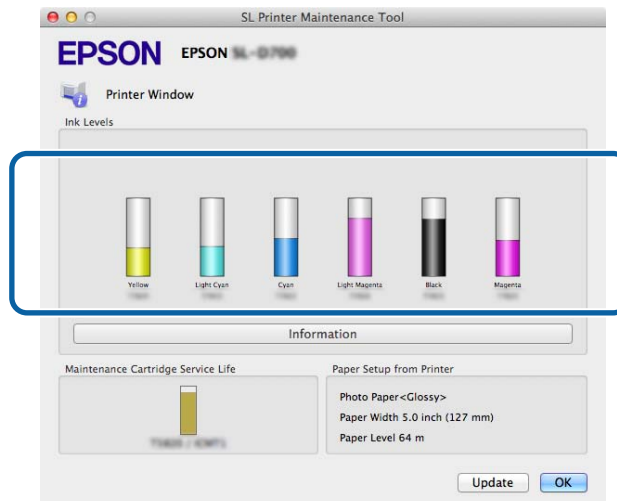 SL Printer Maintenance Tool
EPSON EPSON
Printer Window
Ink Levels
Yellow Light Cyan Cyan Light Magenta Black Magenta
Information
Maintenance Cartridge Service Life
Paper Setup from Printer
Photo Paper<Glossy>
Paper Width 5.0 inch (127 mm)
Paper Level 64 m
Update OK